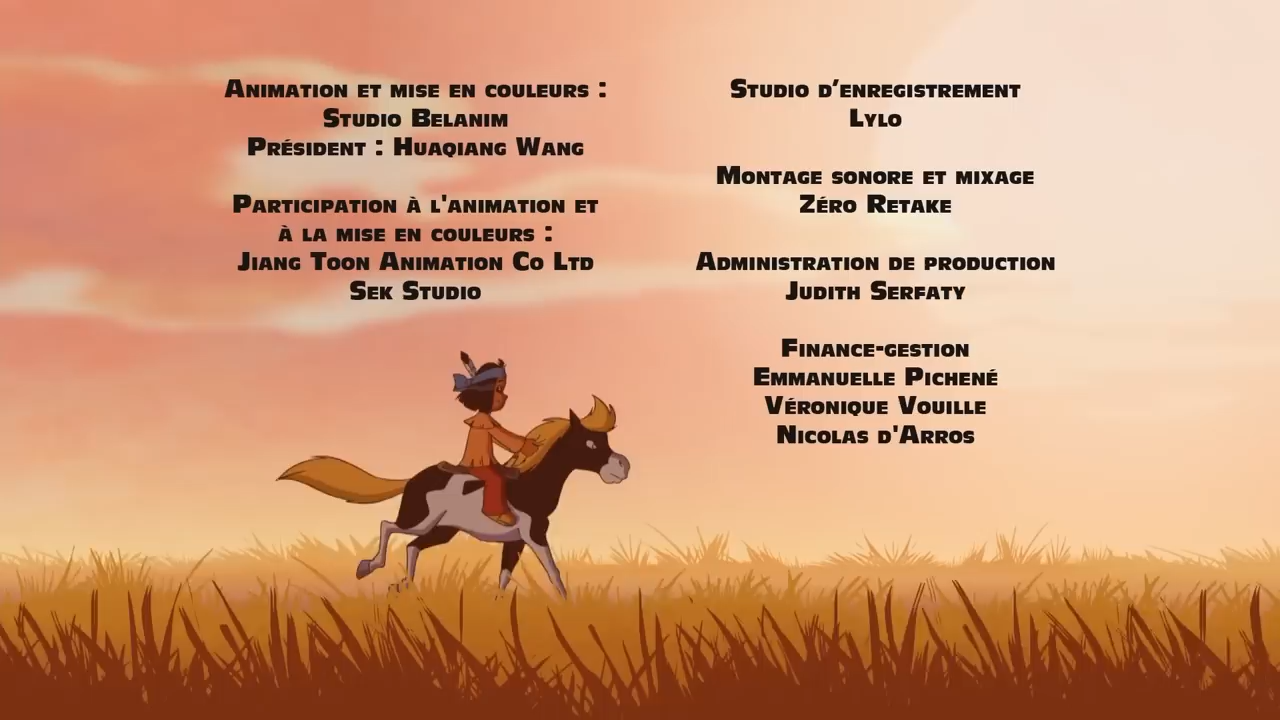 Animation et mise en couleurs :
Studio Belanim
Président : Huaqiang Wang
Participation à l'animation et
à la mise en couleurs :
Jiang Toon Animation Co Ltd
Sek Studio
Studio d’enregistrement
Lylo
Montage sonore et mixage
Zéro Retake
Administration de production
Judith Serfaty
Finance-gestion
Emmanuelle Pichené
Véronique Vouille
Nicolas d'Arros